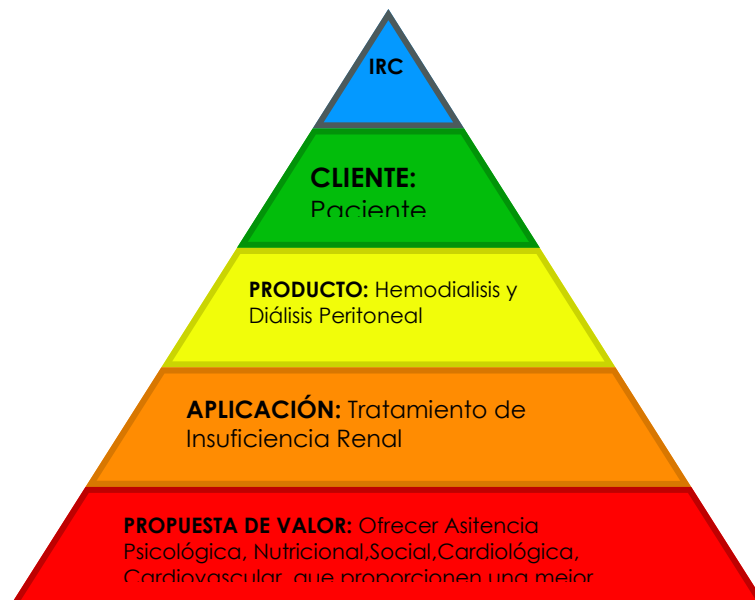 IRC
CLIENTE:
Paciente
PRODUCTO: Hemodialisis y
Diálisis Peritoneal
APLICACIÓN: Tratamiento de
Insuficiencia Renal
PROPUESTA DE VALOR: Ofrecer Asitencia
Psicológica, Nutricional,Social,Cardiológica,
Cardiovascular, que proporcionen una mejor